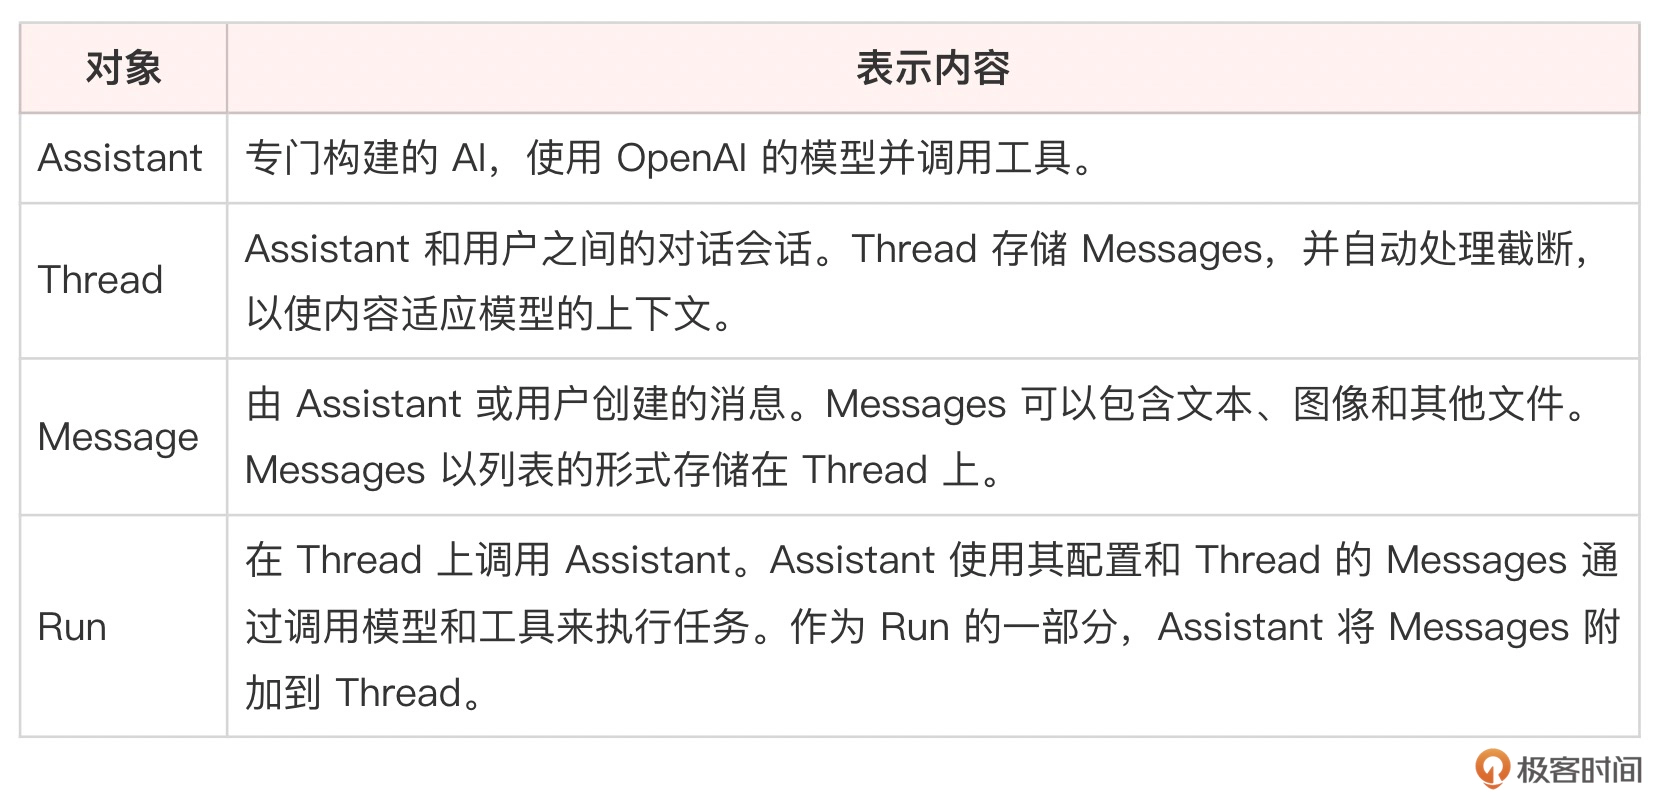 对象
表示内容
Assistant
专门构建的 AI，使用 OpenAI 的模型并调用工具。
Thread
Assistant 和用户之间的对话会话。Thread 存储 Messages，并自动处理截断，
以使内容适应模型的上下文。
Message
由 Assistant 或用户创建的消息。Messages 可以包含文本、图像和其他文件。
Messages 以列表的形式存储在 Thread 上。
Run
在 Thread 上调用 Assistant。Assistant 使用其配置和 Thread 的 Messages 通
过调用模型和工具来执行任务。作为 Run 的一部分，Assistant 将 Messages 附
加到 Thread。
极客时间